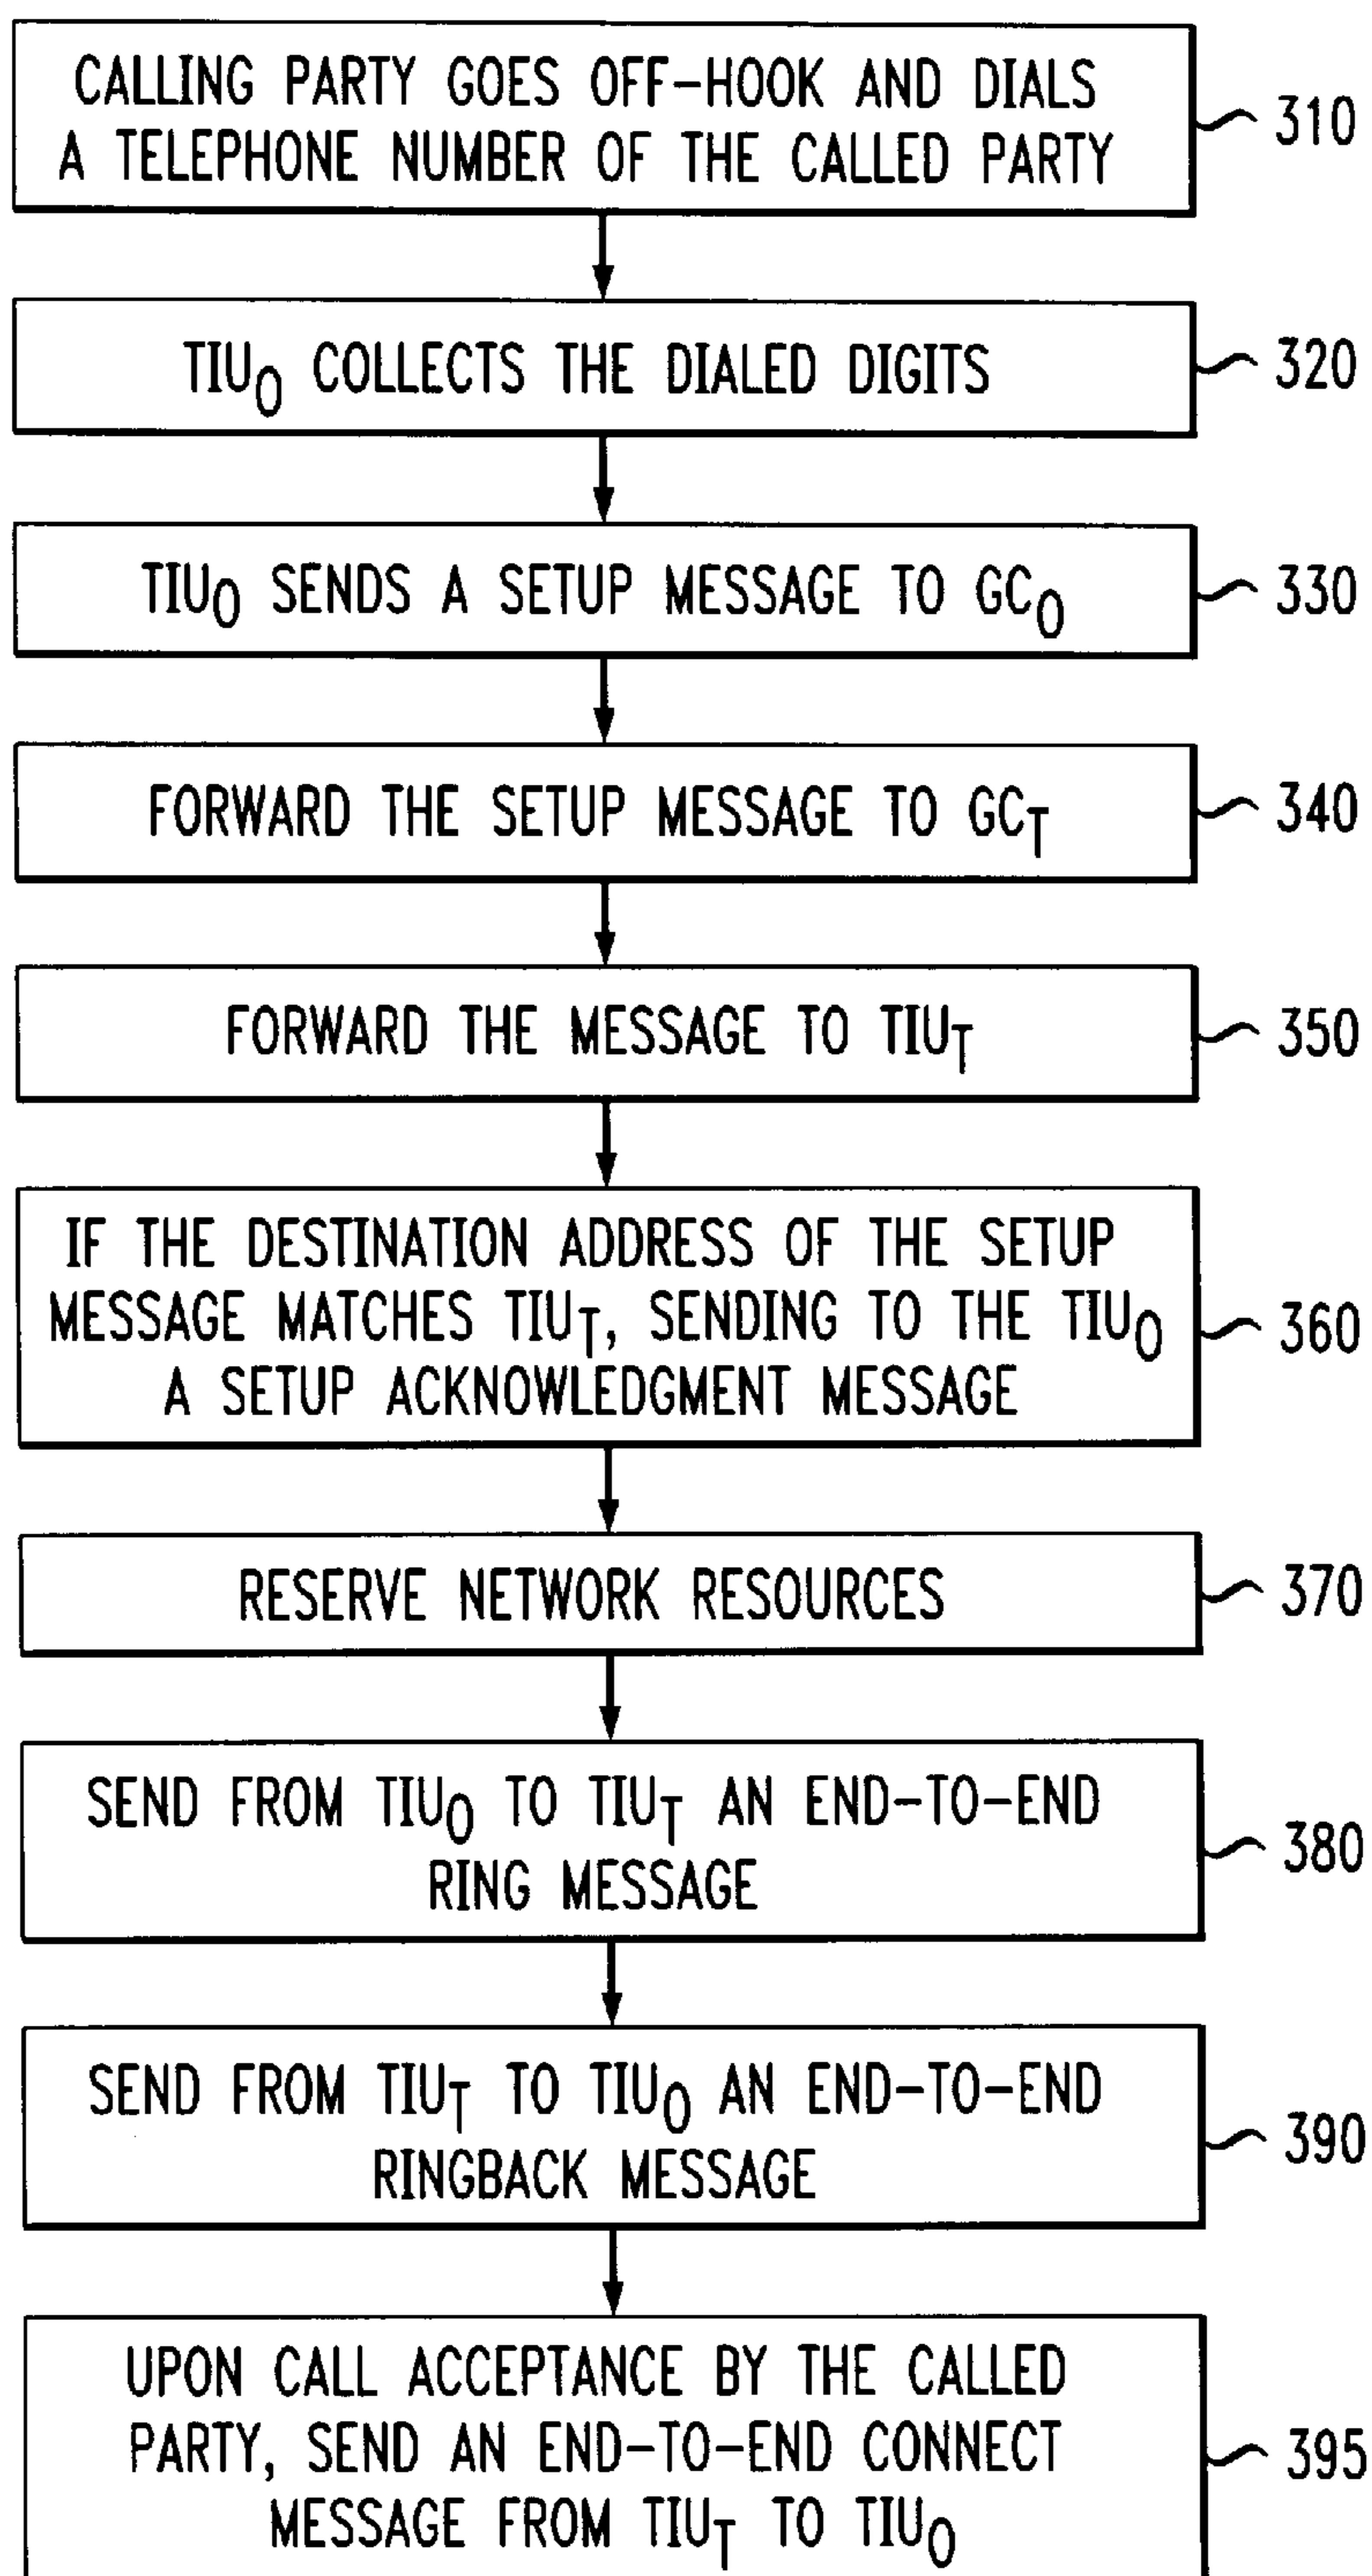 CALLING PARTY GOES OFF-HOOK AND DIALS
A TELEPHONE NUMBER OF THE CALLED PARTY
310
TIUO COLLECTS THE DIALED DIGITS
320
TIUO SENDS A SETUP MESSAGE TO GCO
330
FORWARD THE SETUP MESSAGE TO GCT
340
FORWARD THE MESSAGE TO TIUT
350
IF THE DESTINATION ADDRESS OF THE SETUP
MESSAGE MATCHES TIUT, SENDING TO THE TIUO
A SETUP ACKNOWLEDGMENT MESSAGE
360
RESERVE NETWORK RESOURCES
370
SEND FROM TIUO TO TIUT AN END-TO-END
RING MESSAGE
380
SEND FROM TIUT TO TIUO AN END-TO-END
RINGBACK MESSAGE
390
UPON CALL ACCEPTANCE BY THE CALLED
PARTY, SEND AN END-TO-END CONNECT
MESSAGE FROM TIUT TO TIUO
395